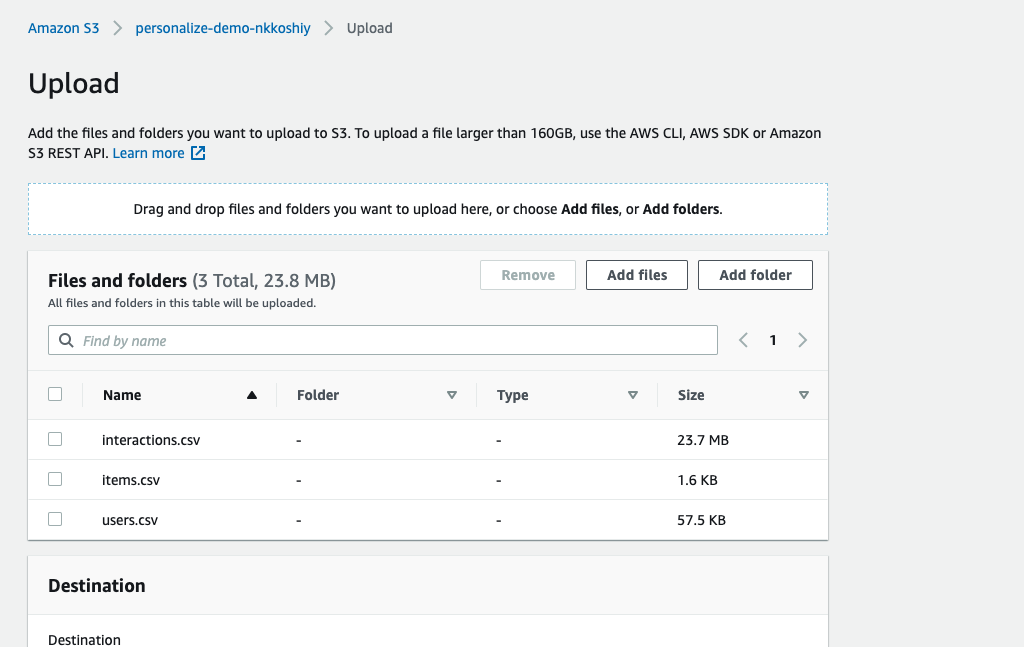 Amazon S3 > personalize-demo-nkkoshiy > Upload
Upload
Add the files and folders you want to upload to S3. To upload a file larger than 160GB, use the AWS CLI, AWS SDK or Amazon
S3 REST API. Learn more
Drag and drop files and folders you want to upload here, or choose Add files, or Add folders.
Files and folders (3 Total, 23.8 MB) Remove Add files Add folder
All files and folders in this table will be uploaded.
Find by name 1
Name Folder Type Size
interactions.csv - - 23.7 MB
items.csv - - 1.6 KB
users.csv - - 57.5 KB
Destination
Destination